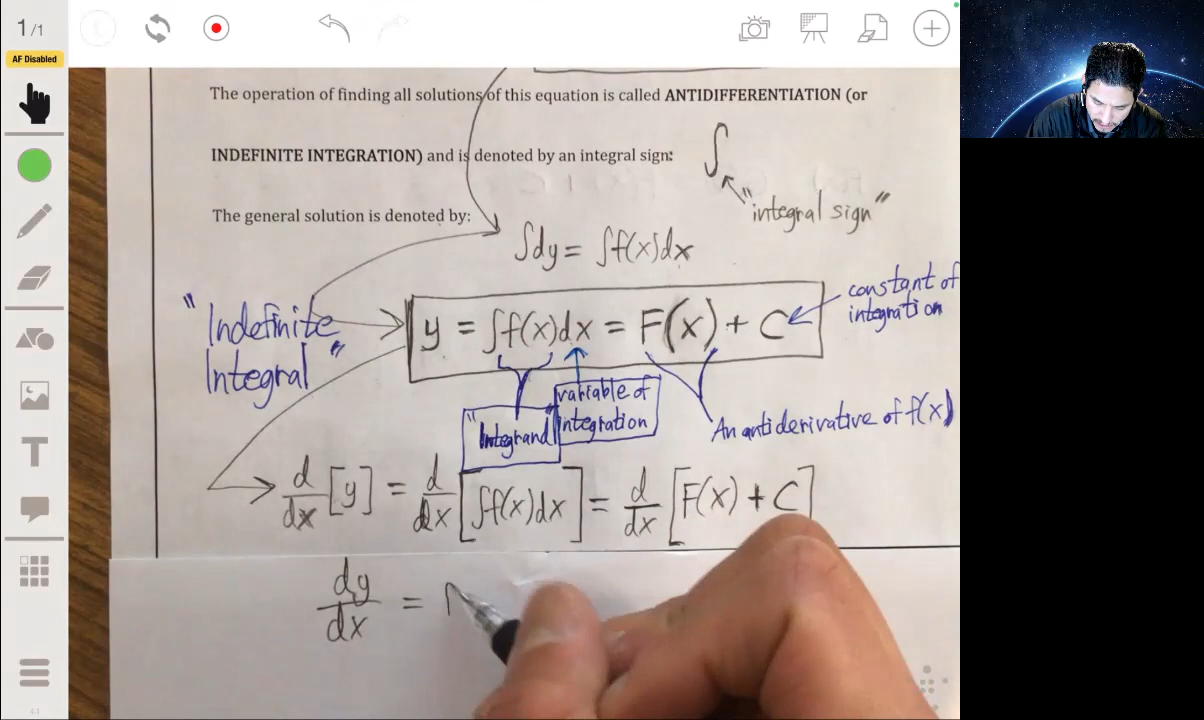 1/1
AF Disabled
The operation of finding all solutions of this equation is called ANTIDIFFERENTIATION (or
INDEFINITE INTEGRATION) and is denoted by an integral sign: ∫
"integral sign"
The general solution is denoted by:
∫dy = ∫f(x)dx
"Indefinite Integral"
y = ∫f(x)dx = F(x) + C
constant of
integration
"Integrand"
variable of
integration
An antiderivative of f(x)
d/dx [y] = d/dx [∫f(x)dx] = d/dx [F(x) + C]
dy/dx =
T